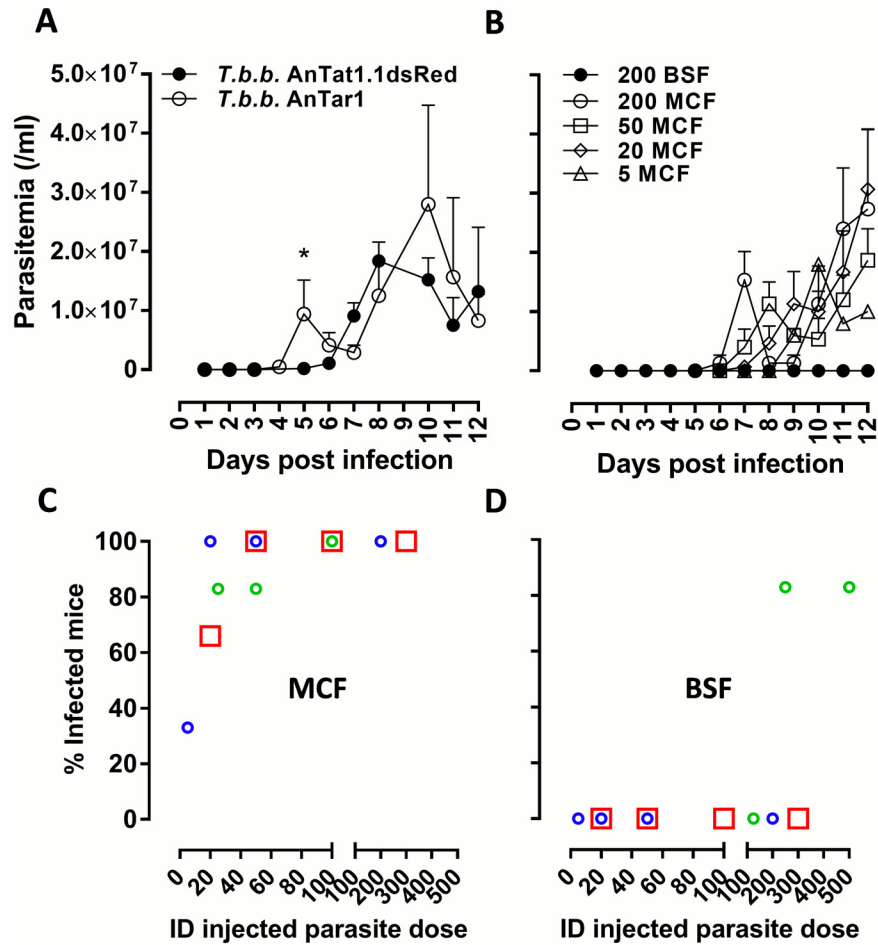 A
T.b.b. AnTat1.1dsRed
T.b.b. AnTar1
Parasitemia (/ml)
5.0×10⁷
4.0×10⁷
3.0×10⁷
2.0×10⁷
1.0×10⁷
0
*
0 1 2 3 4 5 6 7 8 9 10 11 12
Days post infection
B
200 BSF
200 MCF
50 MCF
20 MCF
5 MCF
0 1 2 3 4 5 6 7 8 9 10 11 12
Days post infection
C
% Infected mice
100
80
60
40
20
0
MCF
0 20 40 60 80 100 100 200 300 400 500
ID injected parasite dose
D
BSF
0 20 40 60 80 100 100 200 300 400 500
ID injected parasite dose